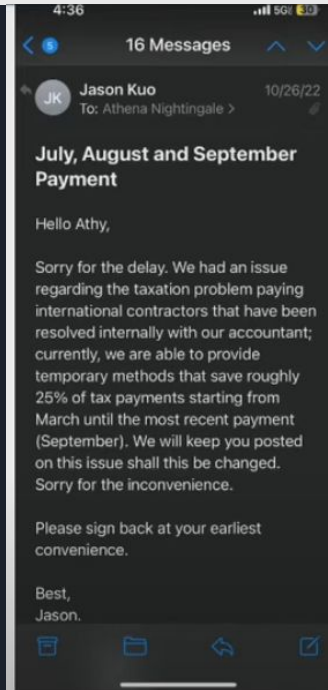 4:36 5G 30
5 16 Messages
JK Jason Kuo 10/26/22
To: Athena Nightingale >
July, August and September
Payment
Hello Athy,
Sorry for the delay. We had an issue
regarding the taxation problem paying
international contractors that have been
resolved internally with our accountant;
currently, we are able to provide
temporary methods that save roughly
25% of tax payments starting from
March until the most recent payment
(September). We will keep you posted
on this issue shall this be changed.
Sorry for the inconvenience.
Please sign back at your earliest
convenience.
Best,
Jason.